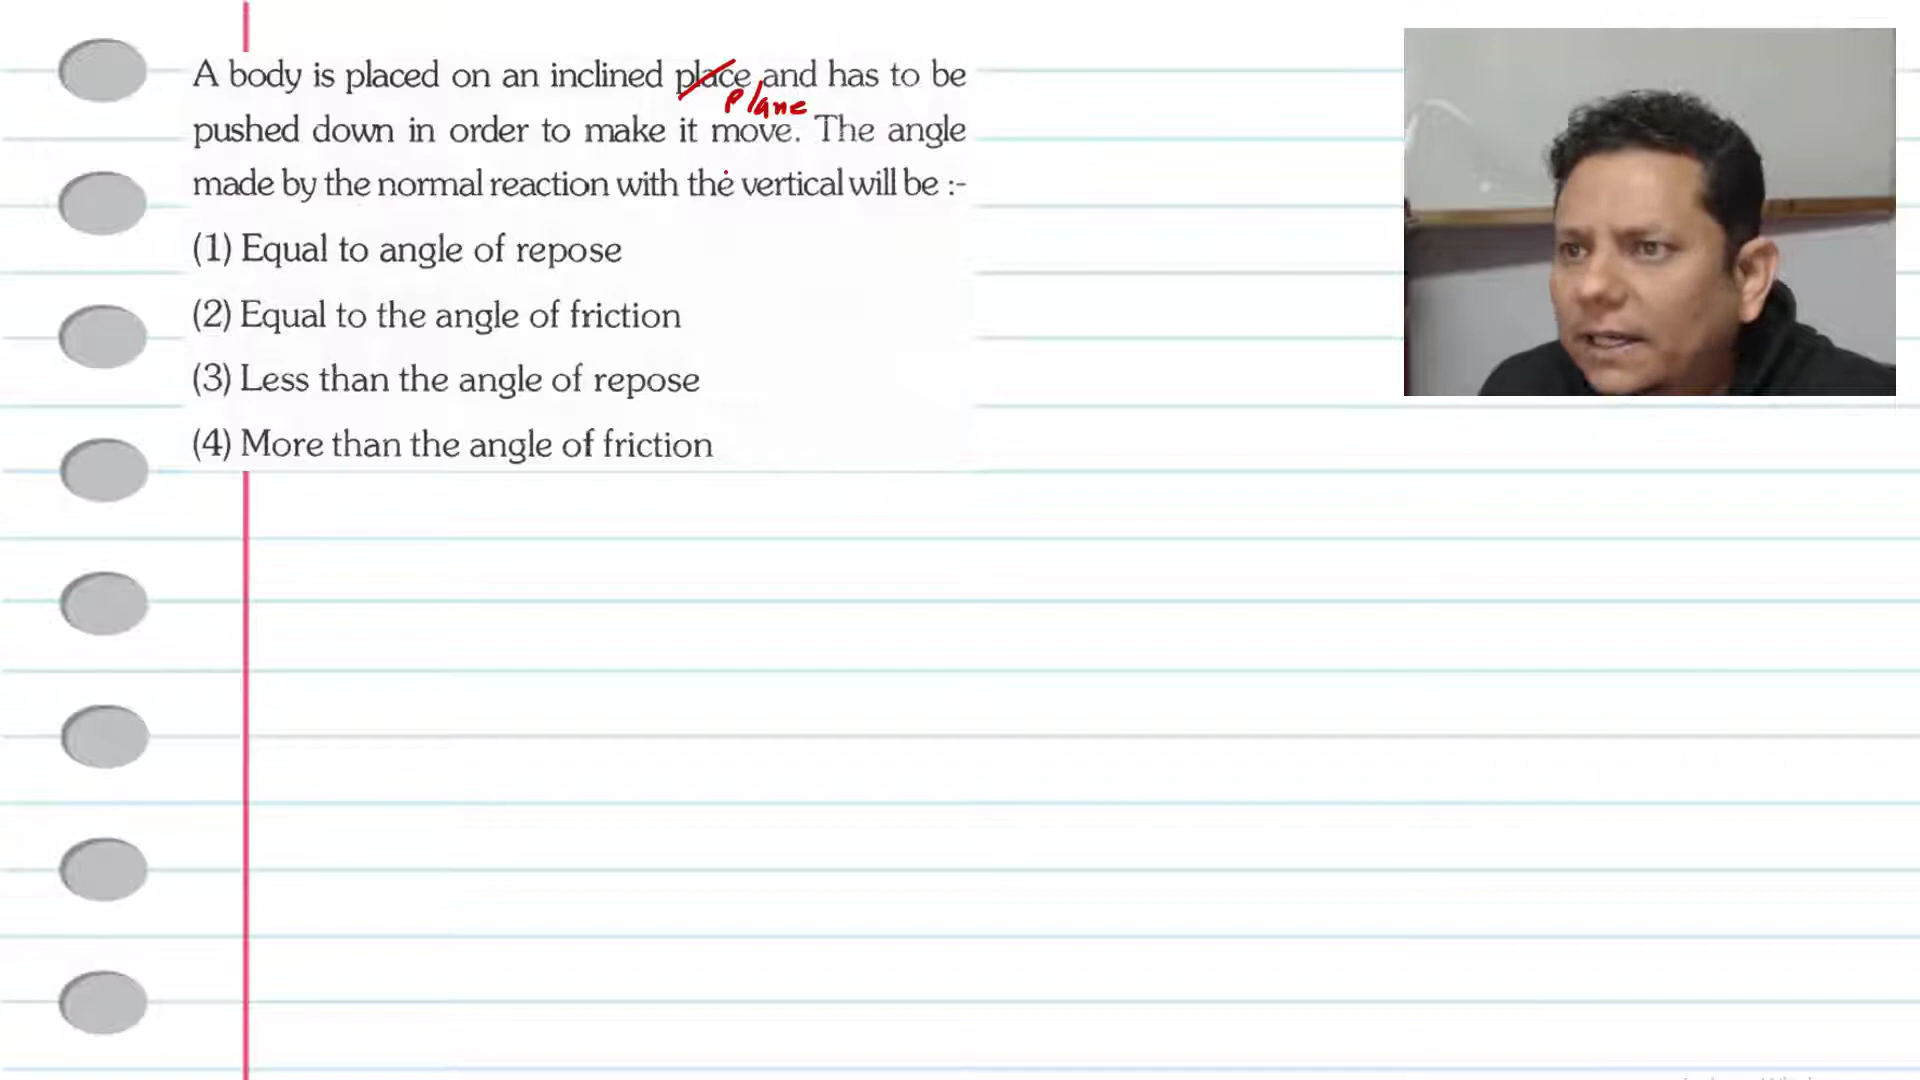 A body is placed on an inclined place and has to be
plane
pushed down in order to make it move. The angle
made by the normal reaction with the vertical will be :-
(1) Equal to angle of repose
(2) Equal to the angle of friction
(3) Less than the angle of repose
(4) More than the angle of friction